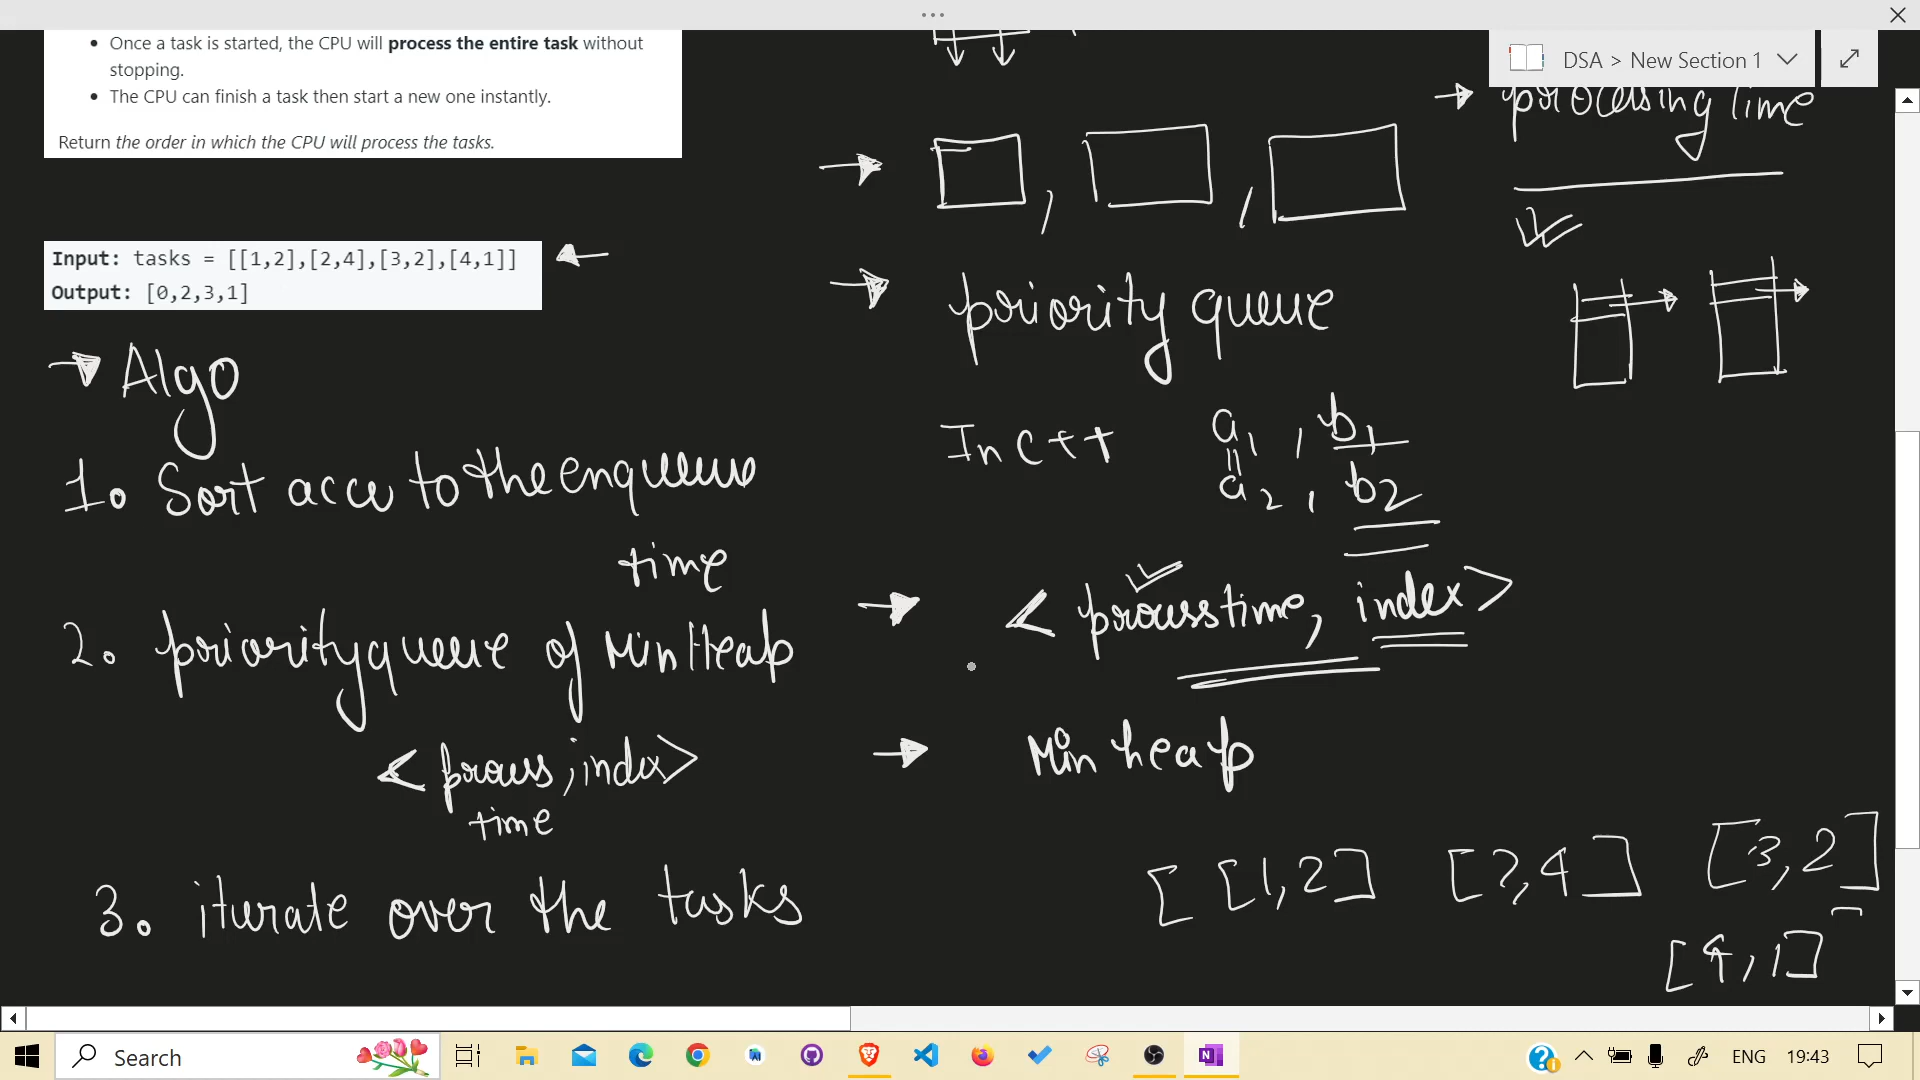 • Once a task is started, the CPU will process the entire task without
stopping.
• The CPU can finish a task then start a new one instantly.
Return the order in which the CPU will process the tasks.
Input: tasks = [[1,2],[2,4],[3,2],[4,1]]
Output: [0,2,3,1]
→ Algo
1. Sort acc to the enqueue
time
2. priority queue of MinHeap
< process, index>
time
3. iterate over the tasks
DSA > New Section 1
→ processing time
→ , ,
→ priority queue
In C++ a1, b1
=
a2, b2
→ < process time, index>
→ Min heap
[ [1,2] [2,4] [3,2]
[4,1]
Search
ENG 19:43